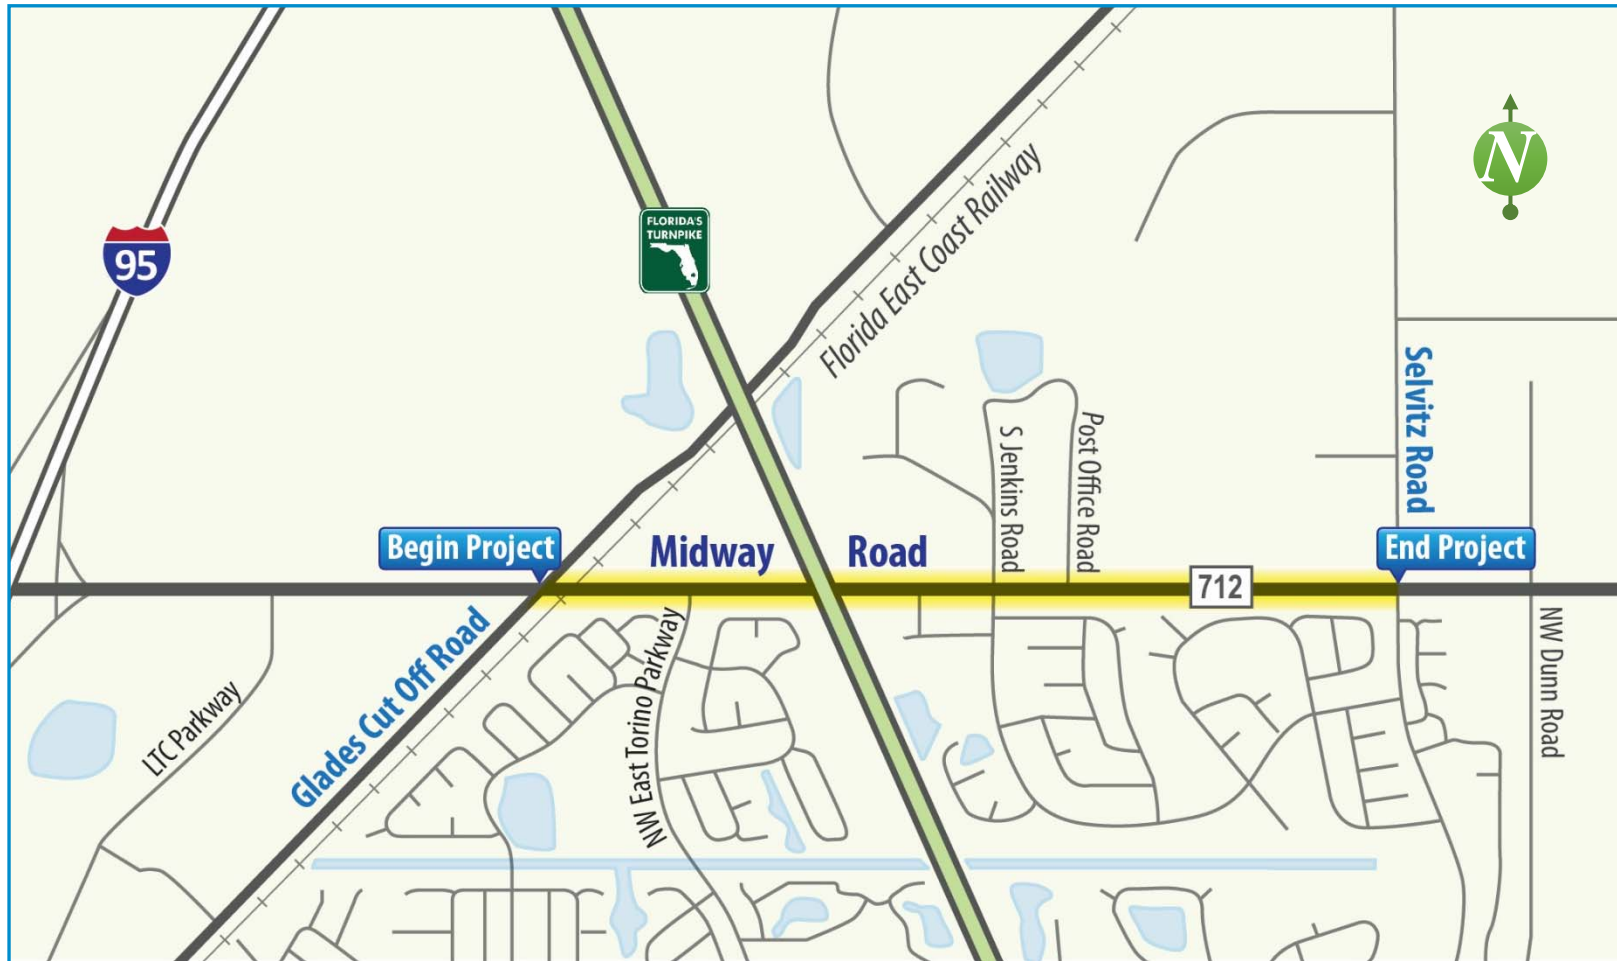 N
95
FLORIDA'S
TURNPIKE
Florida East Coast Railway
Selvitz Road
S Jenkins Road
Post Office Road
Begin Project
Midway Road
End Project
712
Glades Cut Off Road
NW East Torino Parkway
NW Dunn Road
LTC Parkway